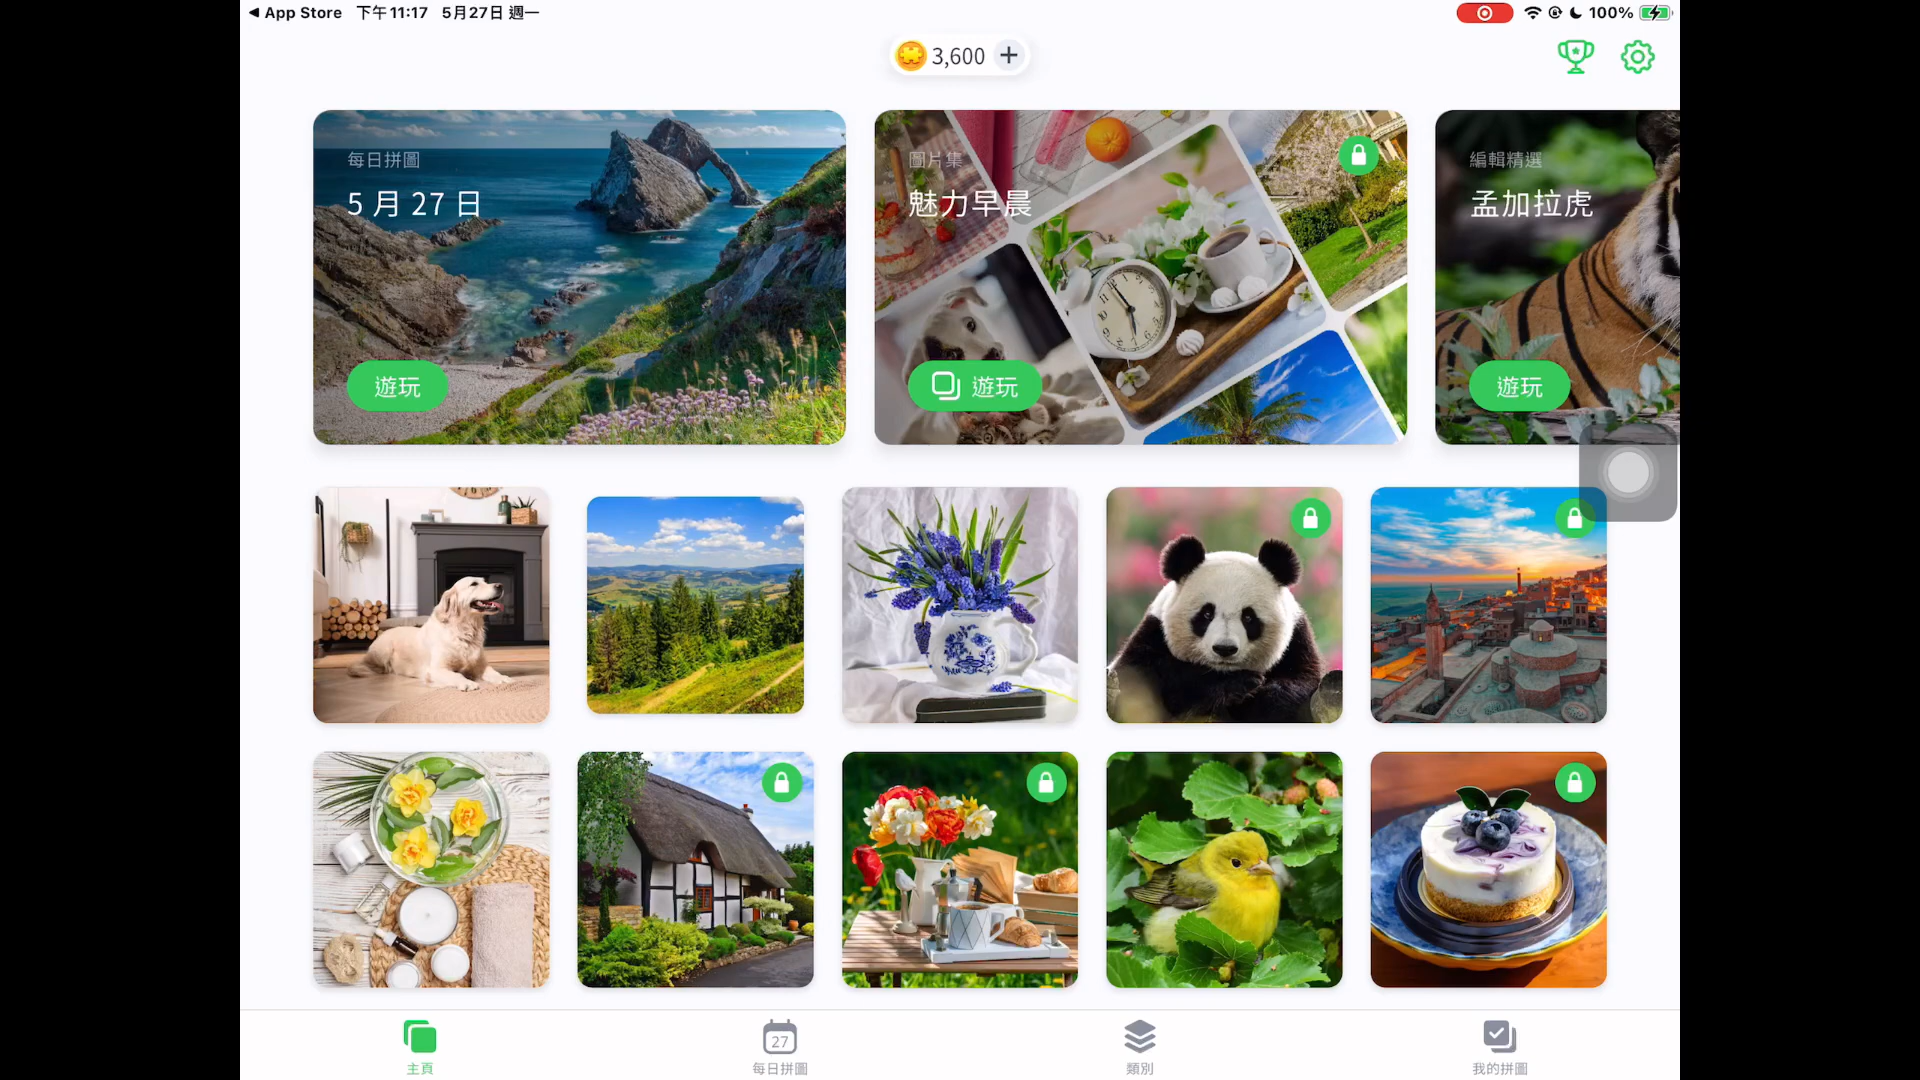 ◀ App Store 下午11:17 5月27日 週一
100%
3,600 +
每日拼圖
5 月 27 日
遊玩
圖片集
魅力早晨
遊玩
編輯精選
孟加拉虎
遊玩
主頁
27
每日拼圖
類別
我的拼圖